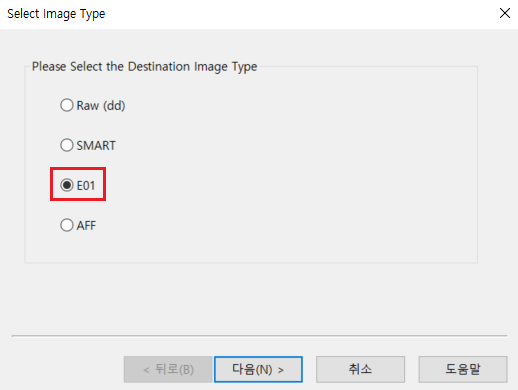 Select Image Type
Please Select the Destination Image Type
Raw (dd)
SMART
E01
AFF
< 뒤로(B) 다음(N) > 취소 도움말